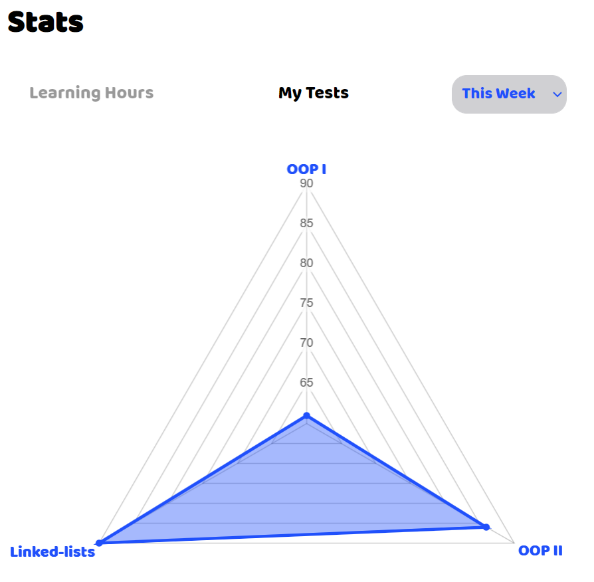 Stats
Learning Hours
My Tests
This Week
OOP I
90
85
80
75
70
65
Linked-lists
OOP II